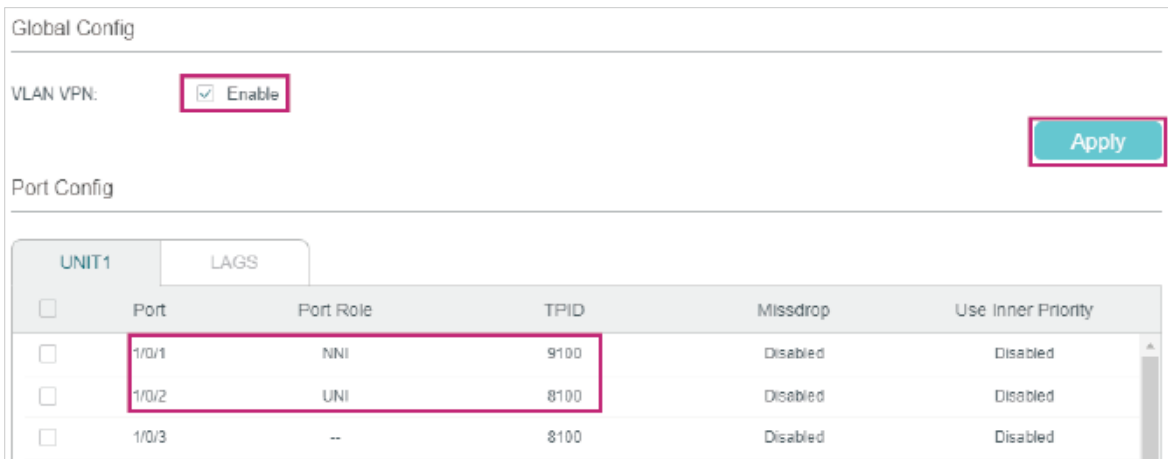 Global Config
VLAN VPN: Enable
Apply
Port Config
UNIT1 LAGS
Port Port Role TPID Missdrop Use Inner Priority
1/0/1 NNI 9100 Disabled Disabled
1/0/2 UNI 8100 Disabled Disabled
1/0/3 -- 8100 Disabled Disabled